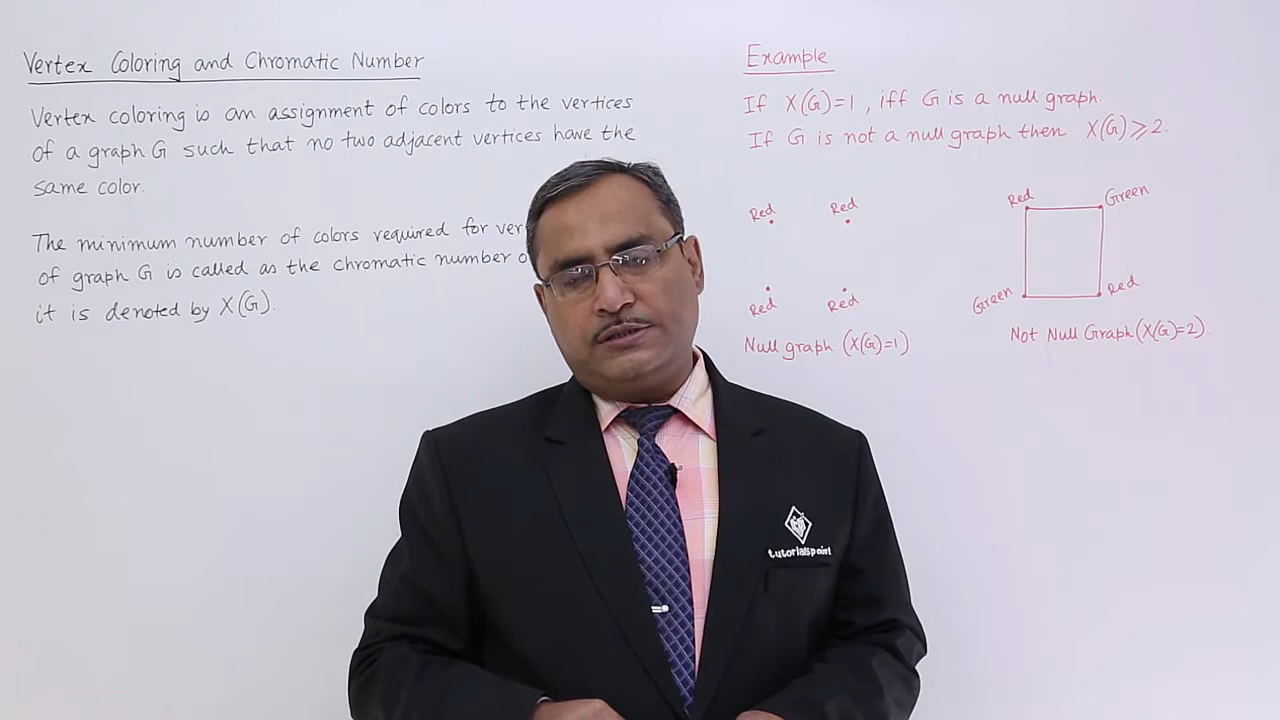 Vertex Coloring and Chromatic Number
Vertex coloring is an assignment of colors to the vertices
of a graph G such that no two adjacent vertices have the
same color.
The minimum number of colors required for
of graph G is called as the chromatic number
it is denoted by X(G).
Example
If X(G)=1, iff G is a null graph.
If G is not a null graph then X(G)⩾2.
Red Red
Red Red
Null graph (X(G)=1)
Red Green
Green Red
Not Null Graph (X(G)=2).
tutorialspoint